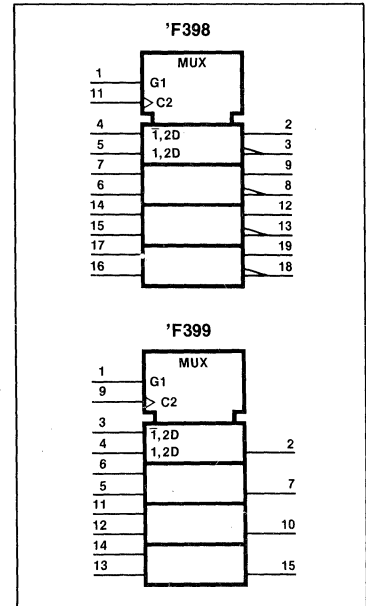 'F398
MUX
1 G1
11 C2
4 1̅,2D 2
5 1,2D 3
7 9
6 8
14 12
15 13
17 19
16 18
'F399
MUX
1 G1
9 C2
3 1̅,2D
4 1,2D 2
6
5 7
11
12 10
14
13 15